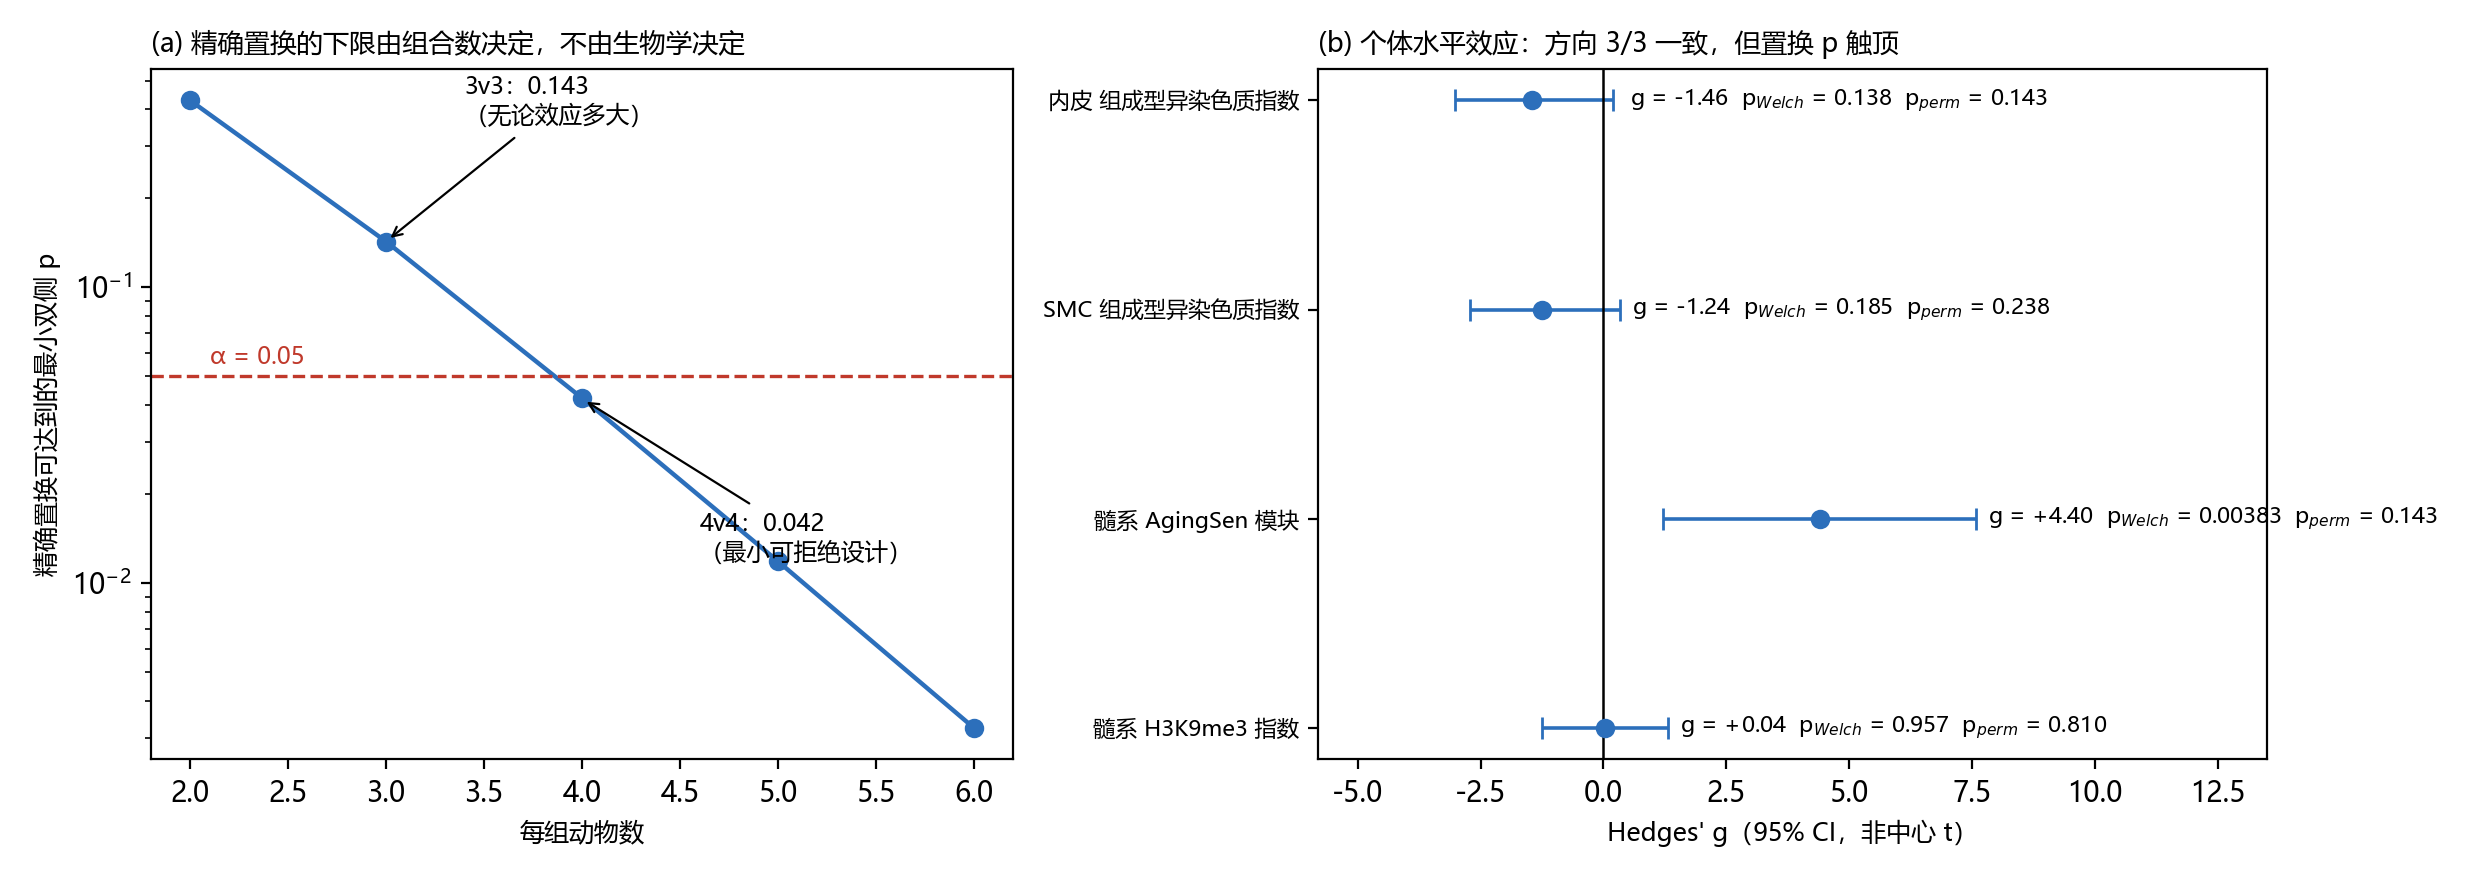 (a) 精确置换的下限由组合数决定，不由生物学决定
3v3：0.143
（无论效应多大）
α = 0.05
4v4：0.042
（最小可拒绝设计）
精确置换可达到的最小双侧 p
10⁻¹
10⁻²
2.0 2.5 3.0 3.5 4.0 4.5 5.0 5.5 6.0
每组动物数
(b) 个体水平效应：方向 3/3 一致，但置换 p 触顶
内皮 组成型异染色质指数
g = -1.46 p_Welch = 0.138 p_perm = 0.143
SMC 组成型异染色质指数
g = -1.24 p_Welch = 0.185 p_perm = 0.238
髓系 AgingSen 模块
g = +4.40 p_Welch = 0.00383 p_perm = 0.143
髓系 H3K9me3 指数
g = +0.04 p_Welch = 0.957 p_perm = 0.810
-5.0 -2.5 0.0 2.5 5.0 7.5 10.0 12.5
Hedges' g（95% CI，非中心 t）